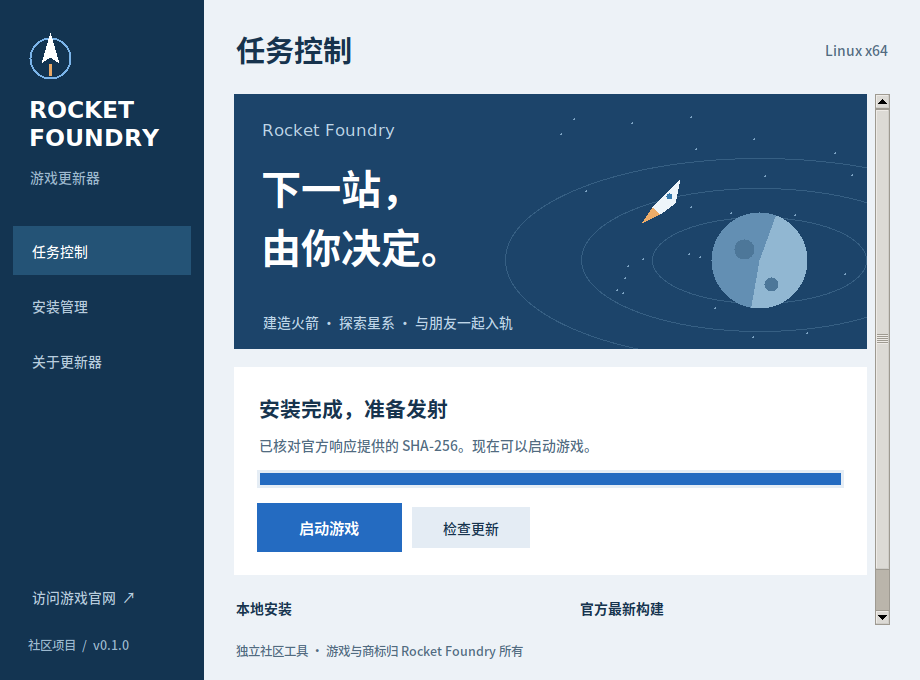 ROCKET
FOUNDRY
游戏更新器
任务控制
安装管理
关于更新器
访问游戏官网 ↗
社区项目 / v0.1.0
任务控制
Linux x64
Rocket Foundry
下一站，
由你决定。
建造火箭 · 探索星系 · 与朋友一起入轨
安装完成，准备发射
已核对官方响应提供的 SHA-256。现在可以启动游戏。
启动游戏
检查更新
本地安装
官方最新构建
独立社区工具 · 游戏与商标归 Rocket Foundry 所有